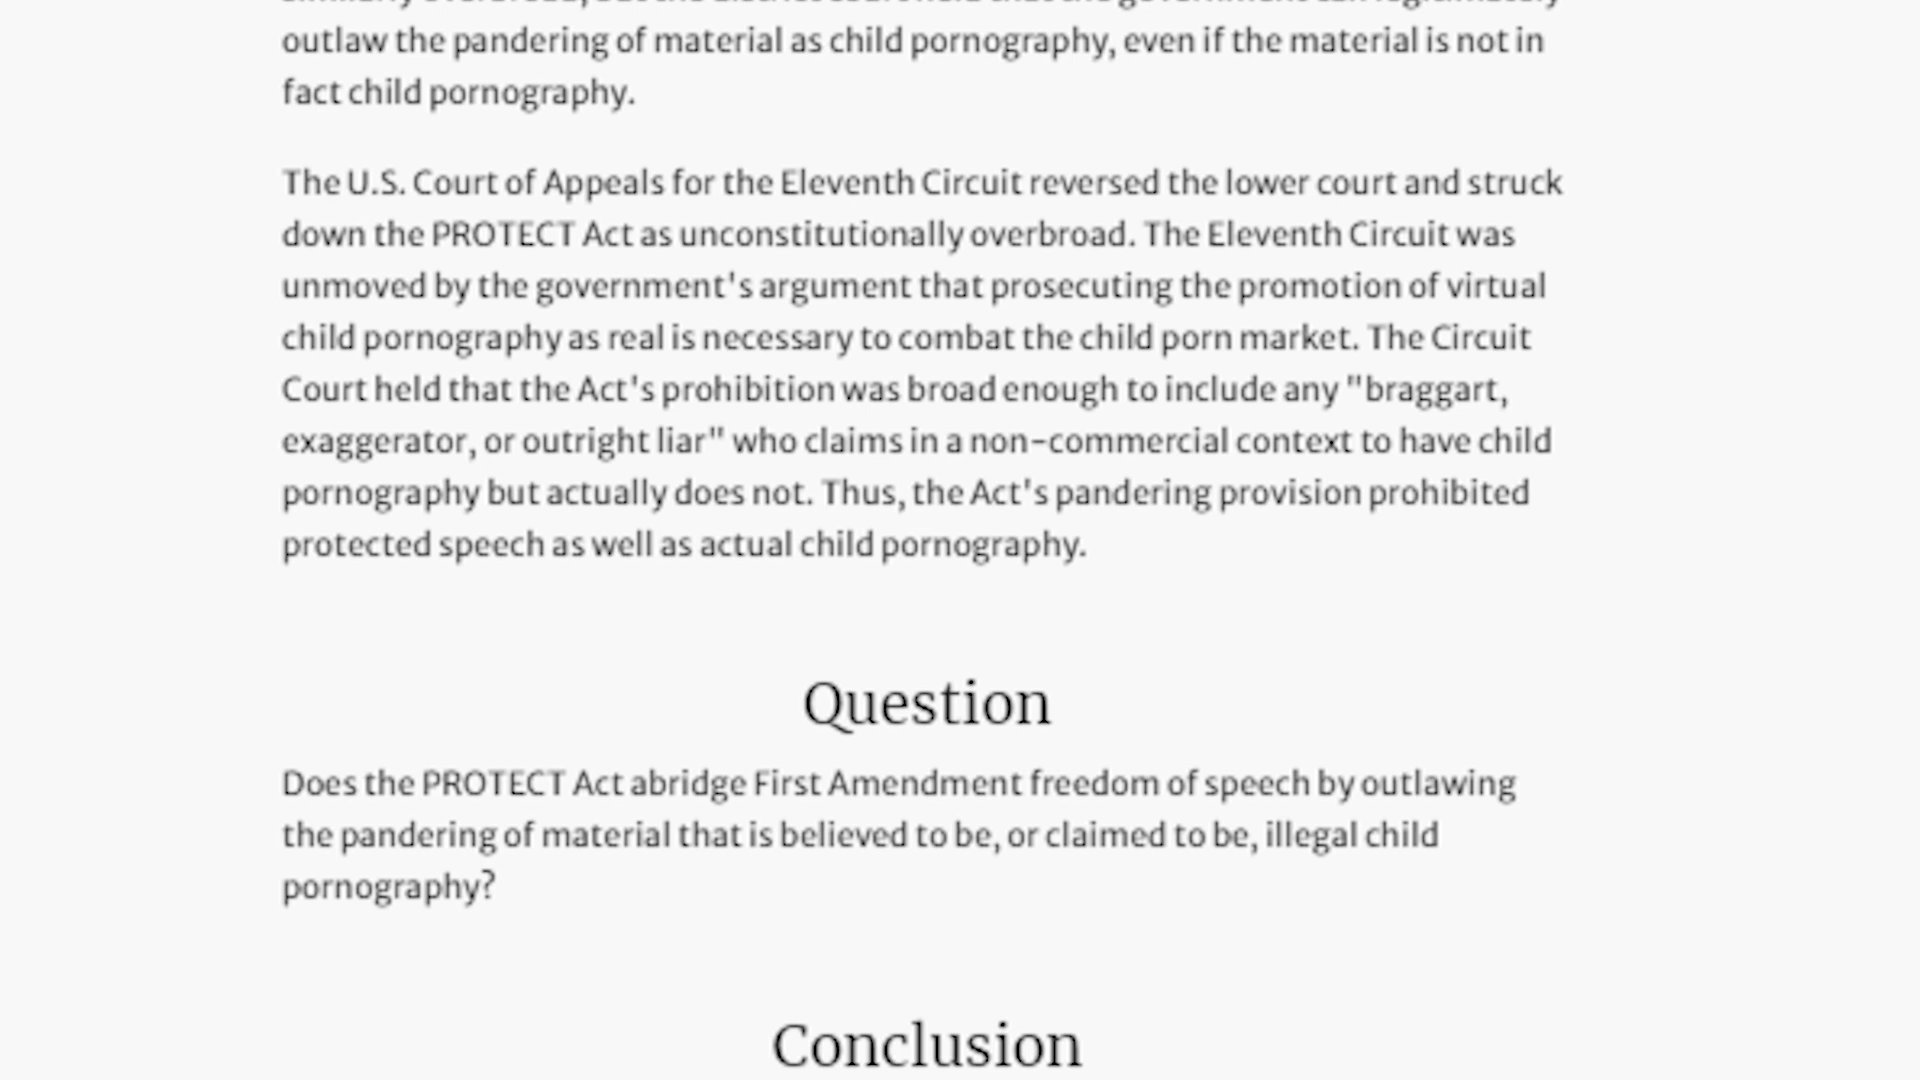 outlaw the pandering of material as child pornography, even if the material is not in
fact child pornography.
The U.S. Court of Appeals for the Eleventh Circuit reversed the lower court and struck
down the PROTECT Act as unconstitutionally overbroad. The Eleventh Circuit was
unmoved by the government's argument that prosecuting the promotion of virtual
child pornography as real is necessary to combat the child porn market. The Circuit
Court held that the Act's prohibition was broad enough to include any "braggart,
exaggerator, or outright liar" who claims in a non-commercial context to have child
pornography but actually does not. Thus, the Act's pandering provision prohibited
protected speech as well as actual child pornography.
Question
Does the PROTECT Act abridge First Amendment freedom of speech by outlawing
the pandering of material that is believed to be, or claimed to be, illegal child
pornography?
Conclusion